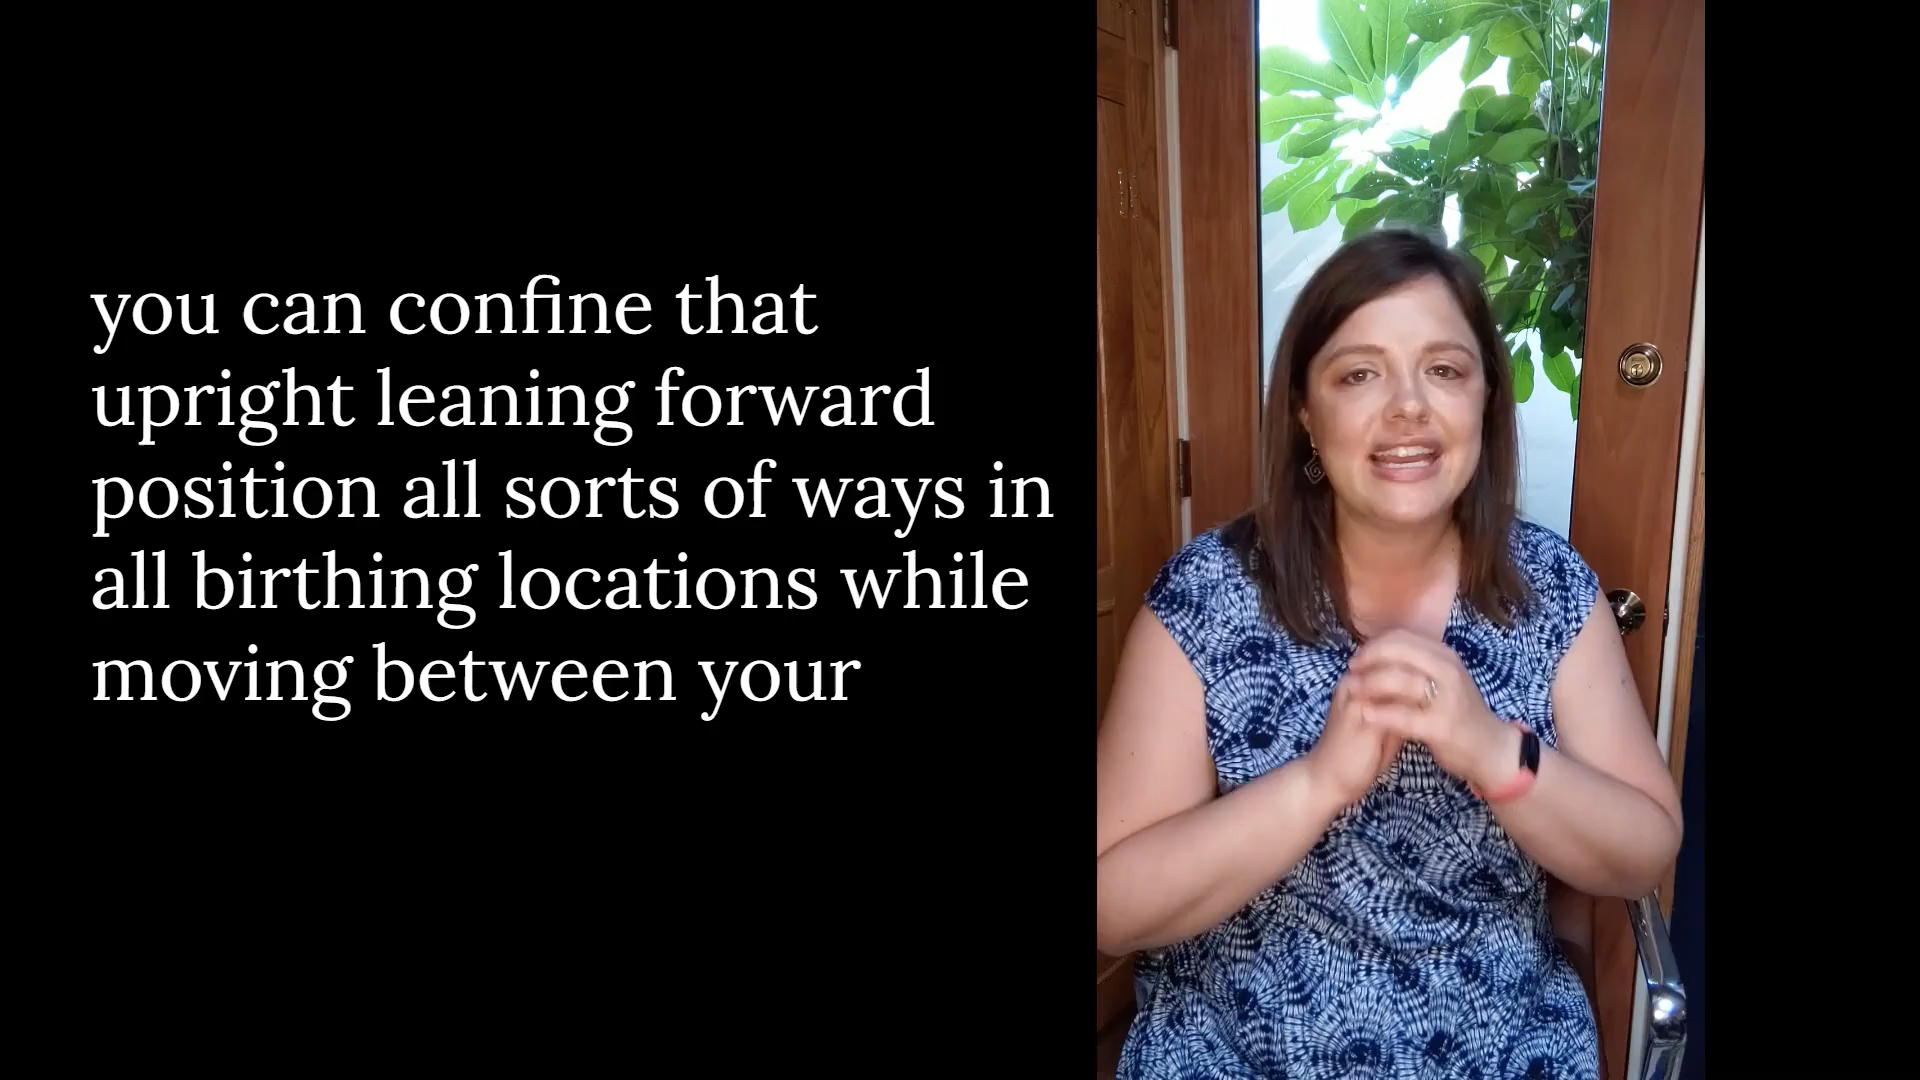 you can confine that
upright leaning forward
position all sorts of ways in
all birthing locations while
moving between your